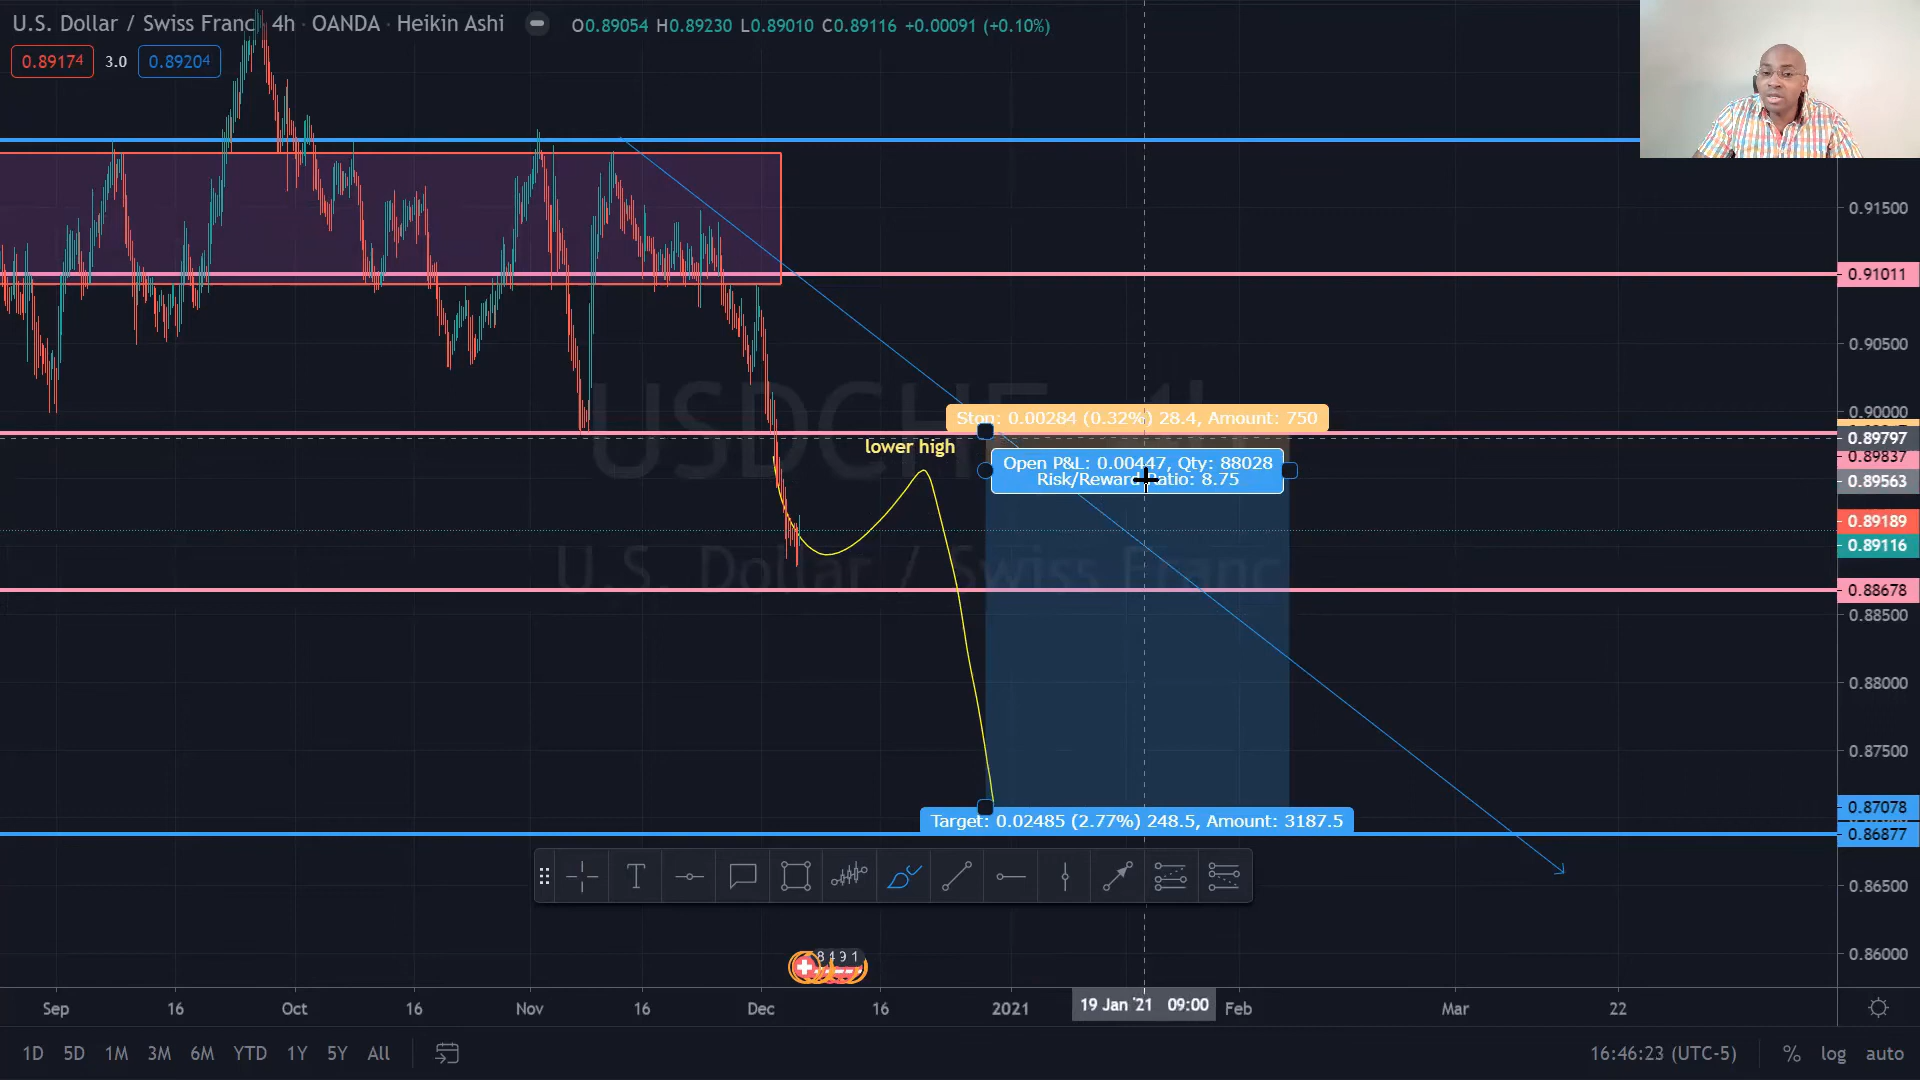 U.S. Dollar / Swiss Franc 4h · OANDA · Heikin Ashi
O0.89054 H0.89230 L0.89010 C0.89116 +0.00091 (+0.10%)
0.89174 3.0 0.89204
0.91500
0.91011
0.90500
0.90000
0.89797
0.89837
0.89563
0.89189
0.89116
0.88678
0.88500
0.88000
0.87500
0.87078
0.86877
0.86500
0.86000
Stop: 0.00284 (0.32%) 28.4, Amount: 750
lower high
Open P&L: 0.00447, Qty: 88028
Risk/Reward Ratio: 8.75
U.S. Dollar / Swiss Franc
Target: 0.02485 (2.77%) 248.5, Amount: 3187.5
Sep 16 Oct 16 Nov 16 Dec 16 2021 19 Jan '21 09:00 Feb Mar 22
1D 5D 1M 3M 6M YTD 1Y 5Y All
16:46:23 (UTC-5) % log auto